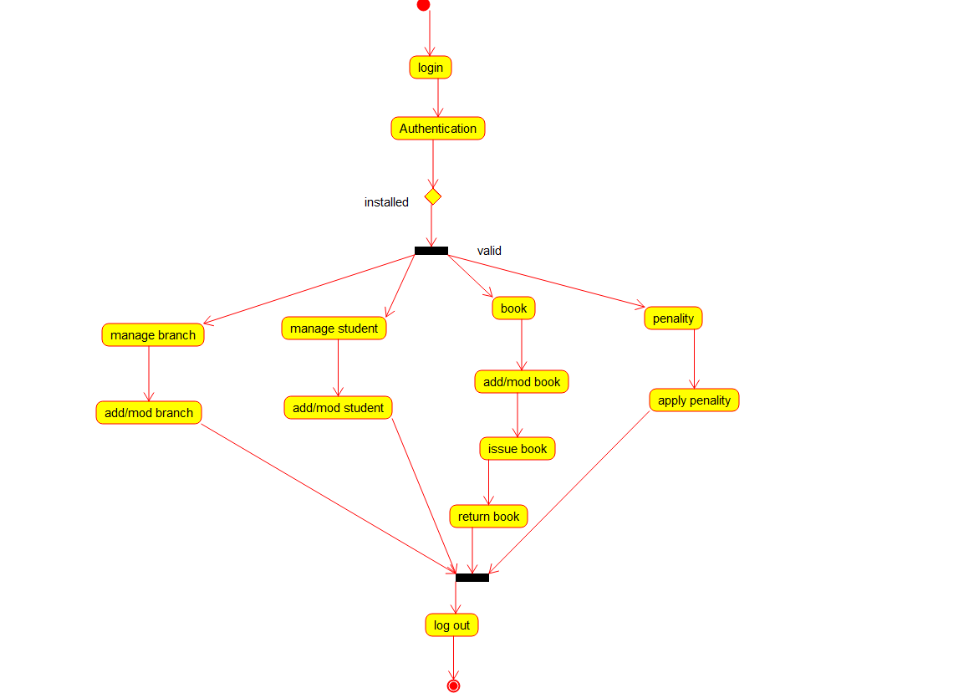 login
Authentication
installed
valid
book
penality
manage branch
manage student
add/mod book
add/mod branch
add/mod student
apply penality
issue book
return book
log out